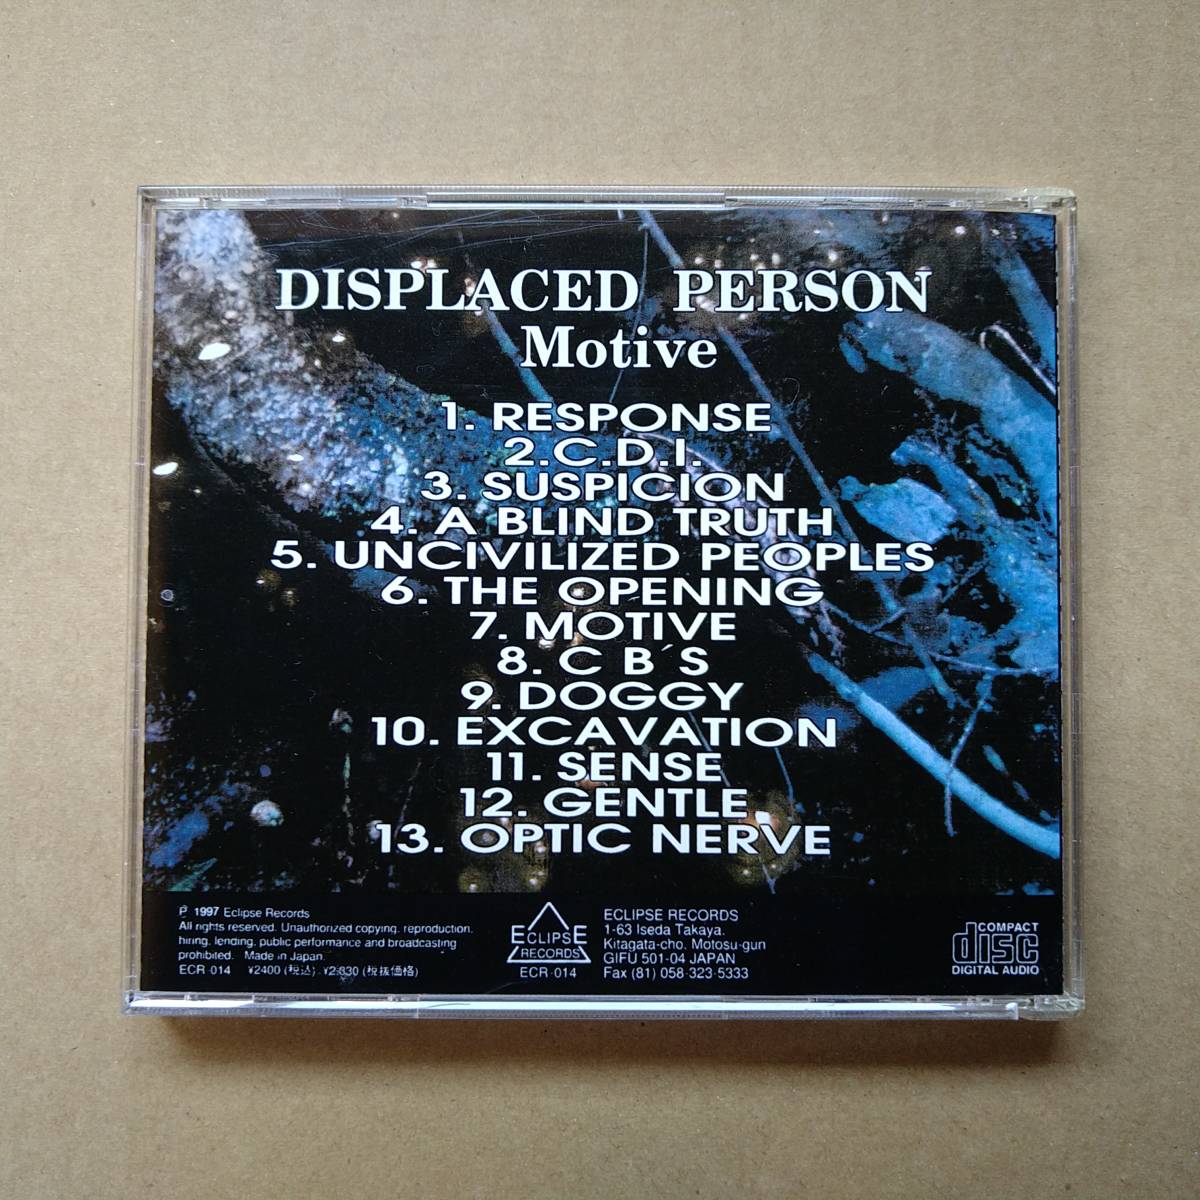 DISPLACED PERSON
Motive
1. RESPONSE
2.C.D.I.
3. SUSPICION
4. A BLIND TRUTH
5. UNCIVILIZED PEOPLES
6. THE OPENING
7. MOTIVE
8. C B´S
9. DOGGY
10. EXCAVATION
11. SENSE
12. GENTLE
13. OPTIC NERVE
℗ 1997 Eclipse Records
All rights reserved. Unauthorized copying, reproduction,
hiring, lending, public performance and broadcasting
prohibited. Made in Japan.
ECR-014 ¥2400 (税込) (税抜価格)
ECLIPSE
RECORDS
ECR-014
ECLIPSE RECORDS
1-63 Iseda Takaya,
Kitagata-cho, Motosu-gun
GIFU 501-04 JAPAN
Fax (81) 058-323-5333
COMPACT
disc
DIGITAL AUDIO